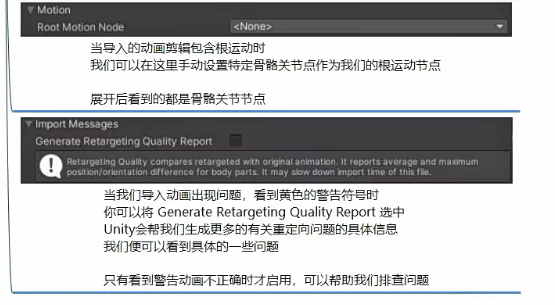 Motion
Root Motion Node <None>
当导入的动画剪辑包含根运动时
我们可以在这里手动设置特定骨骼关节点作为我们的根运动节点
展开后看到的都是骨骼关节节点
Import Messages
Generate Retargeting Quality Report
Retargeting Quality compares retargeted with original animation. It reports average and maximum
position/orientation difference for body parts. It may slow down import time of this file.
当我们导入动画出现问题，看到黄色的警告符号时
你可以将 Generate Retargeting Quality Report 选中
Unity会帮我们生成更多的有关重定向问题的具体信息
我们便可以看到具体的一些问题
只有看到警告动画不正确时才启用，可以帮助我们排查问题